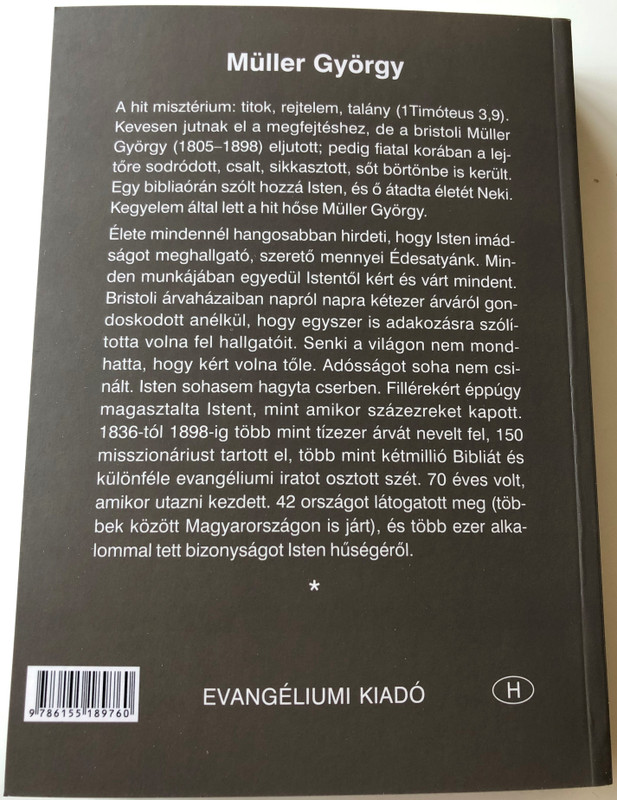 Müller György
A hit misztérium: titok, rejtelem, talány (1Timóteus 3,9).
Kevesen jutnak el a megfejtéshez, de a bristoli Müller
György (1805–1898) eljutott; pedig fiatal korában a lej-
tőre sodródott, csalt, sikkasztott, sőt börtönbe is került.
Egy bibliaórán szólt hozzá Isten, és ő átadta életét Neki.
Kegyelem által lett a hit hőse Müller György.
Élete mindennél hangosabban hirdeti, hogy Isten imád-
ságot meghallgató, szerető mennyei Édesatyánk. Min-
den munkájában egyedül Istentől kért és várt mindent.
Bristoli árvaházaiban napról napra kétezer árváról gon-
doskodott anélkül, hogy egyszer is adakozásra szólí-
totta volna fel hallgatóit. Senki a világon nem mond-
hatta, hogy kért volna tőle. Adósságot soha nem csi-
nált. Isten sohasem hagyta cserben. Fillérekért éppúgy
magasztalta Istent, mint amikor százezreket kapott.
1836-tól 1898-ig több mint tízezer árvát nevelt fel, 150
misszionáriust tartott el, több mint kétmillió Bibliát és
különféle evangéliumi iratot osztott szét. 70 éves volt,
amikor utazni kezdett. 42 országot látogatott meg (töb-
bek között Magyarországon is járt), és több ezer alka-
lommal tett bizonyságot Isten hűségéről.
*
EVANGÉLIUMI KIADÓ
H
9 786155 189760